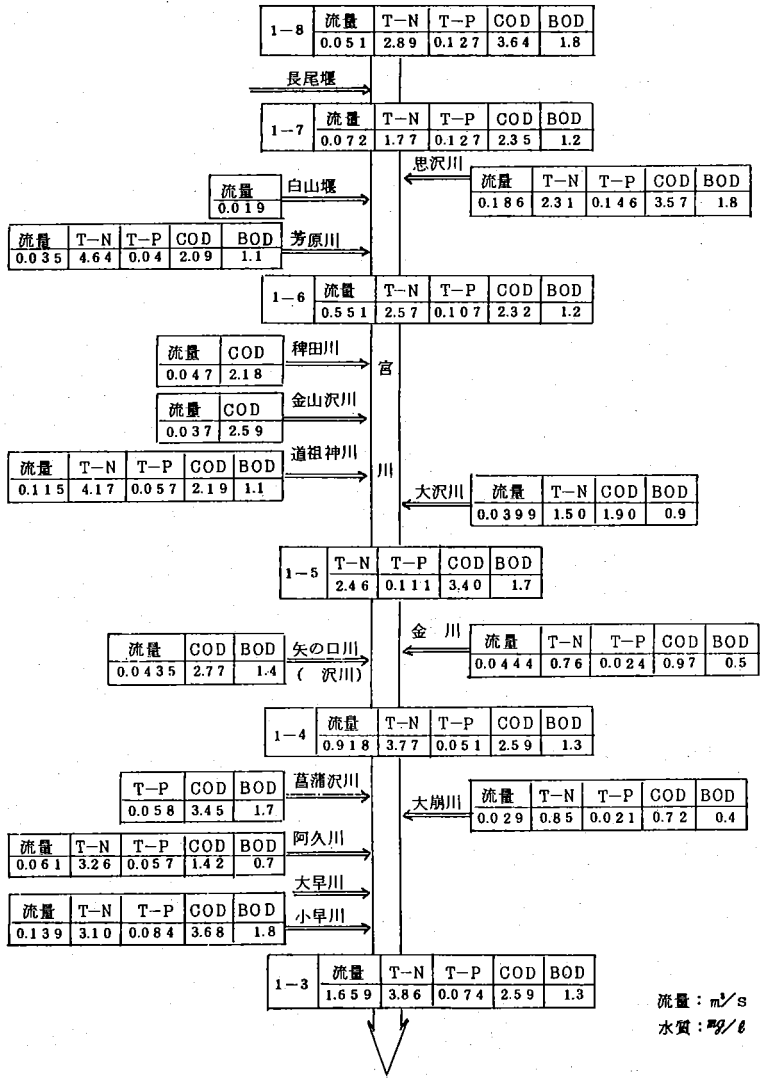 1-8 流量 T-N T-P COD BOD
0.051 2.89 0.127 3.64 1.8
長尾堰
1-7 流量 T-N T-P COD BOD
0.072 1.77 0.127 2.35 1.2
思沢川
流量 T-N T-P COD BOD
0.186 2.31 0.146 3.57 1.8
流量
0.019
白山堰
流量 T-N T-P COD BOD
0.035 4.64 0.04 2.09 1.1
芳原川
1-6 流量 T-N T-P COD BOD
0.551 2.57 0.107 2.32 1.2
流量 COD
0.047 2.18
稗田川
宮川
流量 COD
0.037 2.59
金山沢川
流量 T-N T-P COD BOD
0.115 4.17 0.057 2.19 1.1
道祖神川
大沢川
流量 T-N COD BOD
0.0399 1.50 1.90 0.9
1-5 T-N T-P COD BOD
2.46 0.111 3.40 1.7
流量 COD BOD
0.0435 2.77 1.4
矢の口川
( 沢川)
金 川
流量 T-N T-P COD BOD
0.0444 0.76 0.024 0.97 0.5
1-4 流量 T-N T-P COD BOD
0.918 3.77 0.051 2.59 1.3
T-P COD BOD
0.058 3.45 1.7
菖蒲沢川
大崩川
流量 T-N T-P COD BOD
0.029 0.85 0.021 0.72 0.4
流量 T-N T-P COD BOD
0.061 3.26 0.057 1.42 0.7
阿久川
大早川
流量 T-N T-P COD BOD
0.139 3.10 0.084 3.68 1.8
小早川
1-3 流量 T-N T-P COD BOD
1.659 3.86 0.074 2.59 1.3
流量：m³/s
水質：mg/ℓ